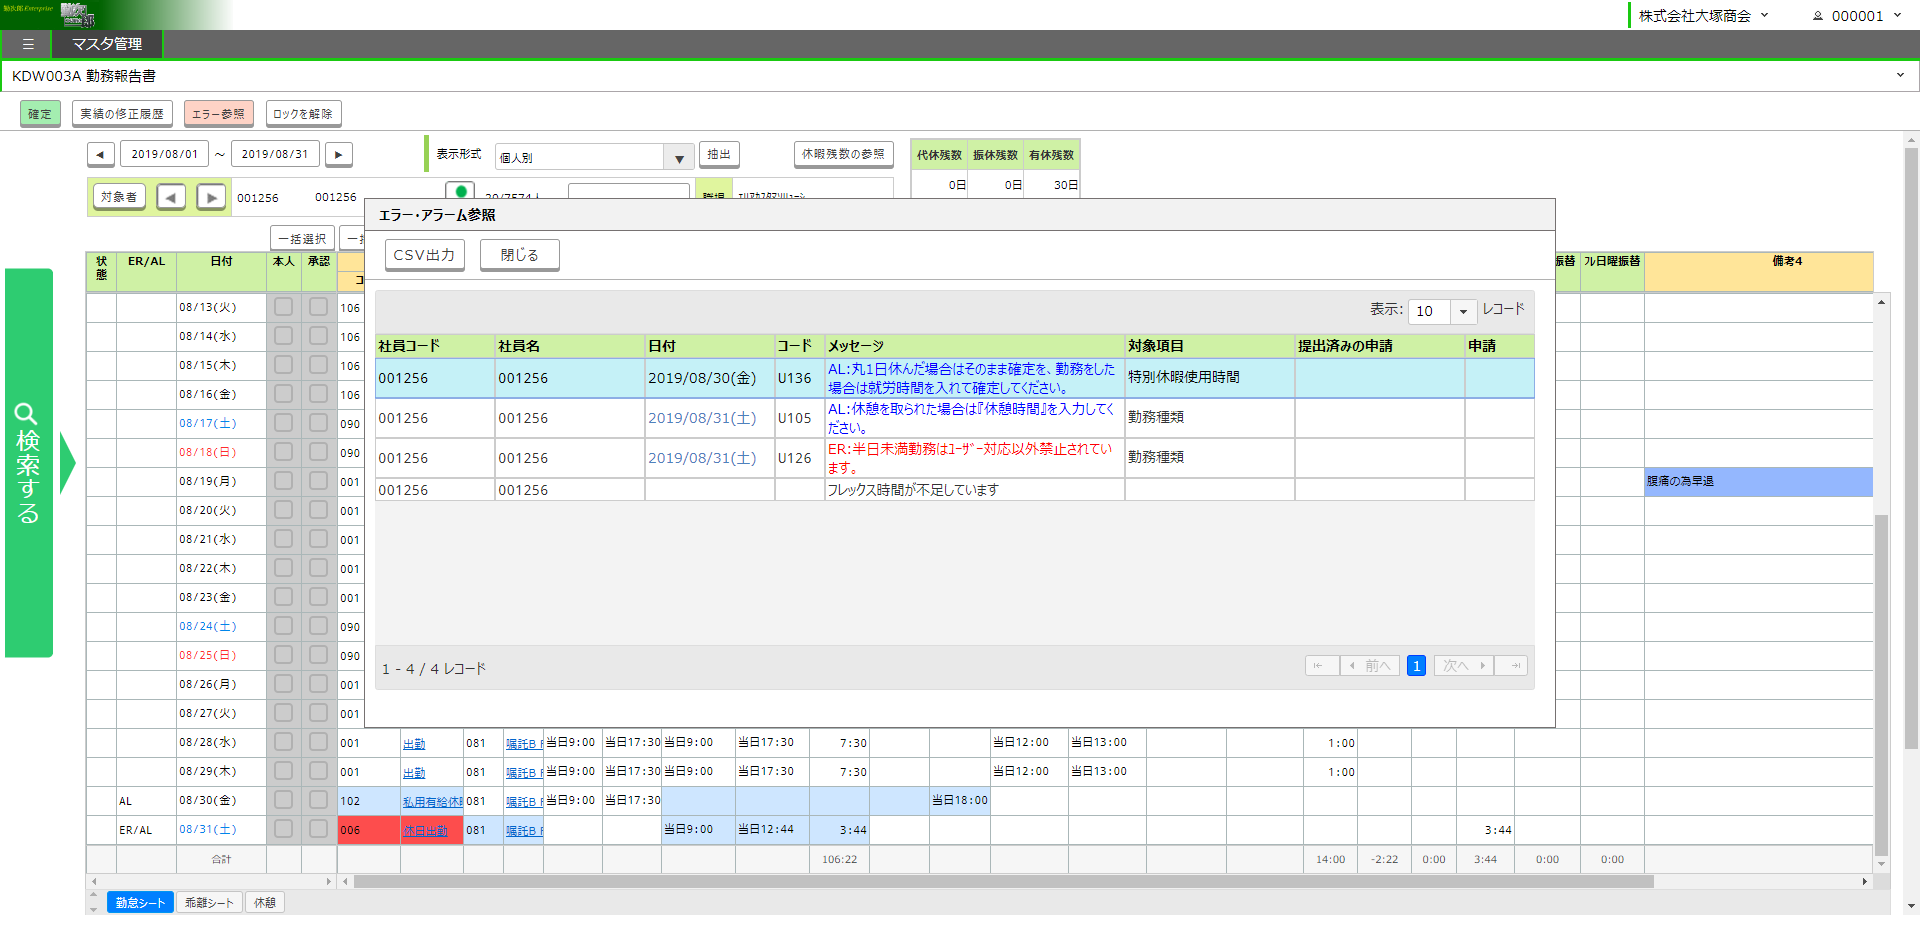 勤次郎Enterprise
株式会社大塚商会
000001
☰ マスタ管理
KDW003A 勤務報告書
確定 実績の修正履歴 エラー参照 ロックを解除
◀ 2019/08/01 ～ 2019/08/31 ▶ 表示形式 個人別 ▼ 抽出 休暇残数の参照 代休残数 振休残数 有休残数
0日 0日 30日
対象者 ◀ ▶ 001256 001256
一括選択
状態 ER/AL 日付 本人 承認
振替 ﾌﾚ日曜振替 備考4
検索する
エラー・アラーム参照
CSV出力 閉じる
表示: 10 レコード
社員コード 社員名 日付 コード メッセージ 対象項目 提出済みの申請 申請
001256 001256 2019/08/30(金) U136 AL:丸1日休んだ場合はそのまま確定を、勤務をした
場合は就労時間を入れて確定してください。 特別休暇使用時間
001256 001256 2019/08/31(土) U105 AL:休憩を取られた場合は『休憩時間』を入力してく
ださい。 勤務種類
001256 001256 2019/08/31(土) U126 ER:半日未満勤務はﾕｰｻﾞｰ対応以外禁止されてい
ます。 勤務種類
001256 001256 フレックス時間が不足しています
1 - 4 / 4 レコード
前へ 1 次へ
08/13(火) 106
08/14(水) 106
08/15(木) 106
08/16(金) 106
08/17(土) 090
08/18(日) 090
08/19(月) 001 腹痛の為早退
08/20(火) 001
08/21(水) 001
08/22(木) 001
08/23(金) 001
08/24(土) 090
08/25(日) 090
08/26(月) 001
08/27(火) 001
08/28(水) 001 出勤 081 嘱託B 当日9:00 当日17:30 当日9:00 当日17:30 7:30 当日12:00 当日13:00 1:00
08/29(木) 001 出勤 081 嘱託B 当日9:00 当日17:30 当日9:00 当日17:30 7:30 当日12:00 当日13:00 1:00
AL 08/30(金) 102 私用有給休 081 嘱託B 当日9:00 当日17:30 当日18:00
ER/AL 08/31(土) 006 休日出勤 081 嘱託B 当日9:00 当日12:44 3:44 3:44
合計 106:22 14:00 -2:22 0:00 3:44 0:00 0:00
勤怠シート 乖離シート 休憩